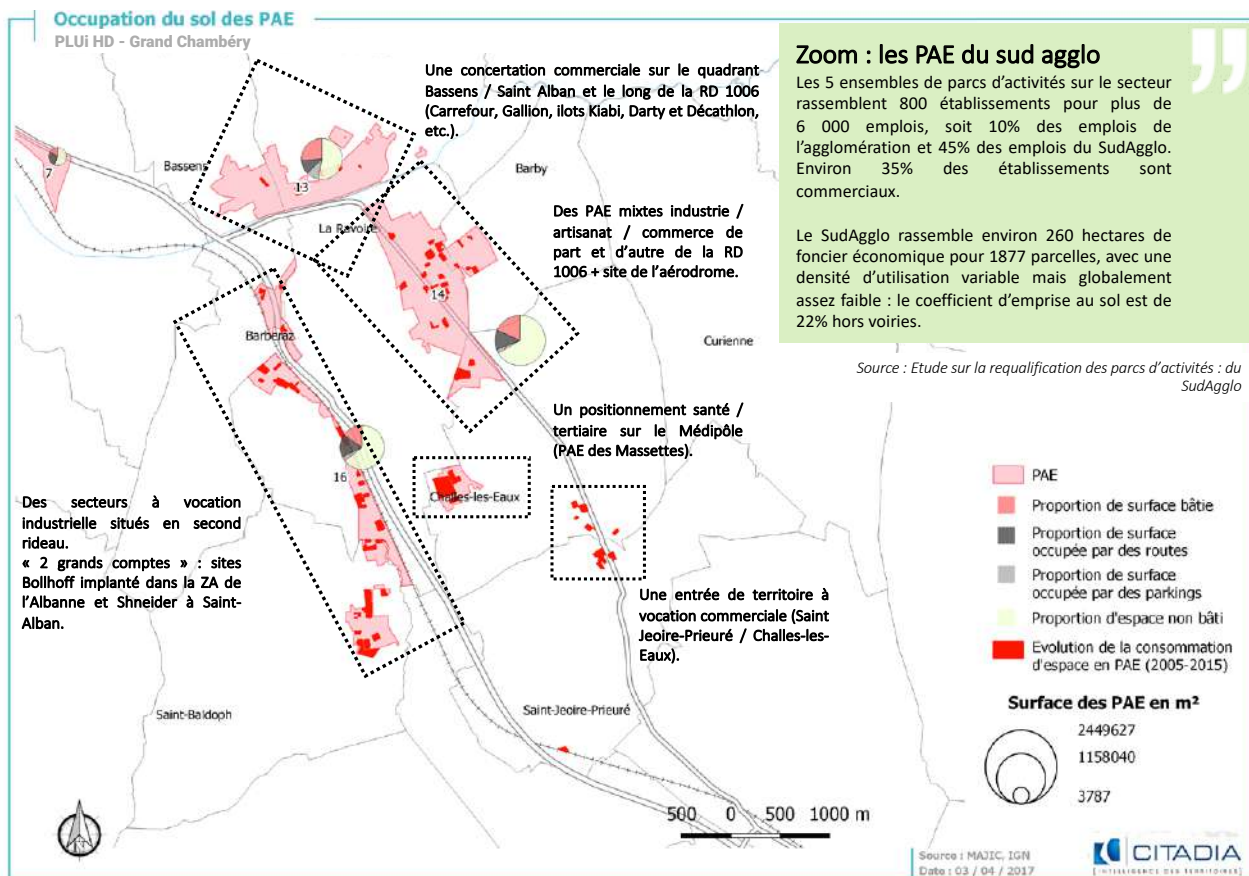 Occupation du sol des PAE
PLUi HD - Grand Chambéry
Une concertation commerciale sur le quadrant
Bassens / Saint Alban et le long de la RD 1006
(Carrefour, Gallion, ilots Kiabi, Darty et Décathlon,
etc.).
Zoom : les PAE du sud agglo
Les 5 ensembles de parcs d'activités sur le secteur
rassemblent 800 établissements pour plus de
6 000 emplois, soit 10% des emplois de
l'agglomération et 45% des emplois du SudAgglo.
Environ 35% des établissements sont
commerciaux.
Le SudAgglo rassemble environ 260 hectares de
foncier économique pour 1877 parcelles, avec une
densité d'utilisation variable mais globalement
assez faible : le coefficient d'emprise au sol est de
22% hors voiries.
Source : Etude sur la requalification des parcs d'activités : du
SudAgglo
7
Bassens
13
Barby
La Ravoire
Des PAE mixtes industrie /
artisanat / commerce de
part et d'autre de la RD
1006 + site de l'aérodrome.
14
Barberaz
Curienne
Un positionnement santé /
tertiaire sur le Médipôle
(PAE des Massettes).
16
Challes-les-Eaux
Des secteurs à vocation
industrielle situés en second
rideau.
« 2 grands comptes » : sites
Bollhoff implanté dans la ZA de
l'Albanne et Shneider à Saint-
Alban.
Une entrée de territoire à
vocation commerciale (Saint
Jeoire-Prieuré / Challes-les-
Eaux).
Saint-Baldoph
Saint-Jeoire-Prieuré
PAE
Proportion de surface bâtie
Proportion de surface
occupée par des routes
Proportion de surface
occupée par des parkings
Proportion d'espace non bâti
Evolution de la consommation
d'espace en PAE (2005-2015)
Surface des PAE en m²
2449627
1158040
3787
500 0 500 1000 m
Source : MAJIC, IGN
Date : 03 / 04 / 2017
CITADIA
[INTELLIGENCE DES TERRITOIRES]